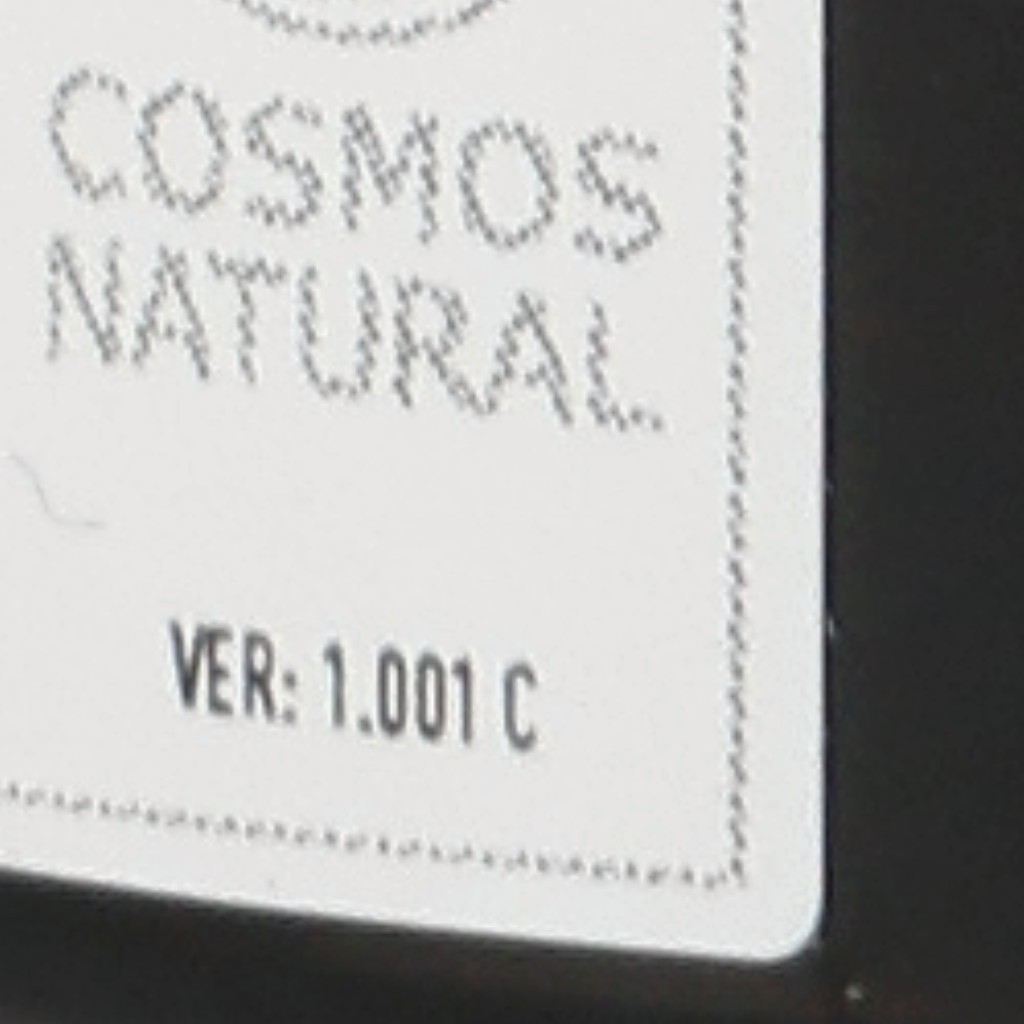 COSMOS
NATURAL
VER: 1.001 C